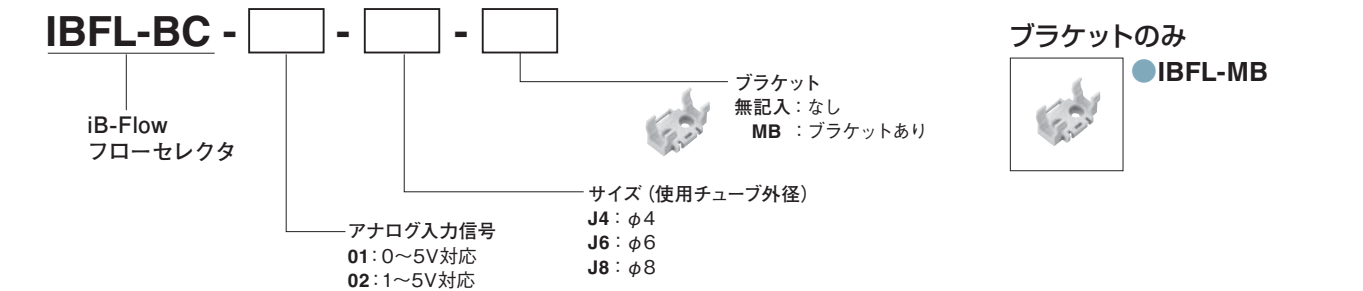 IBFL-BC - □ - □ - □
ブラケットのみ
●IBFL-MB
ブラケット
無記入：なし
MB ：ブラケットあり
iB-Flow
フローセレクタ
サイズ（使用チューブ外径）
J4：φ4
J6：φ6
J8：φ8
アナログ入力信号
01：0～5V対応
02：1～5V対応